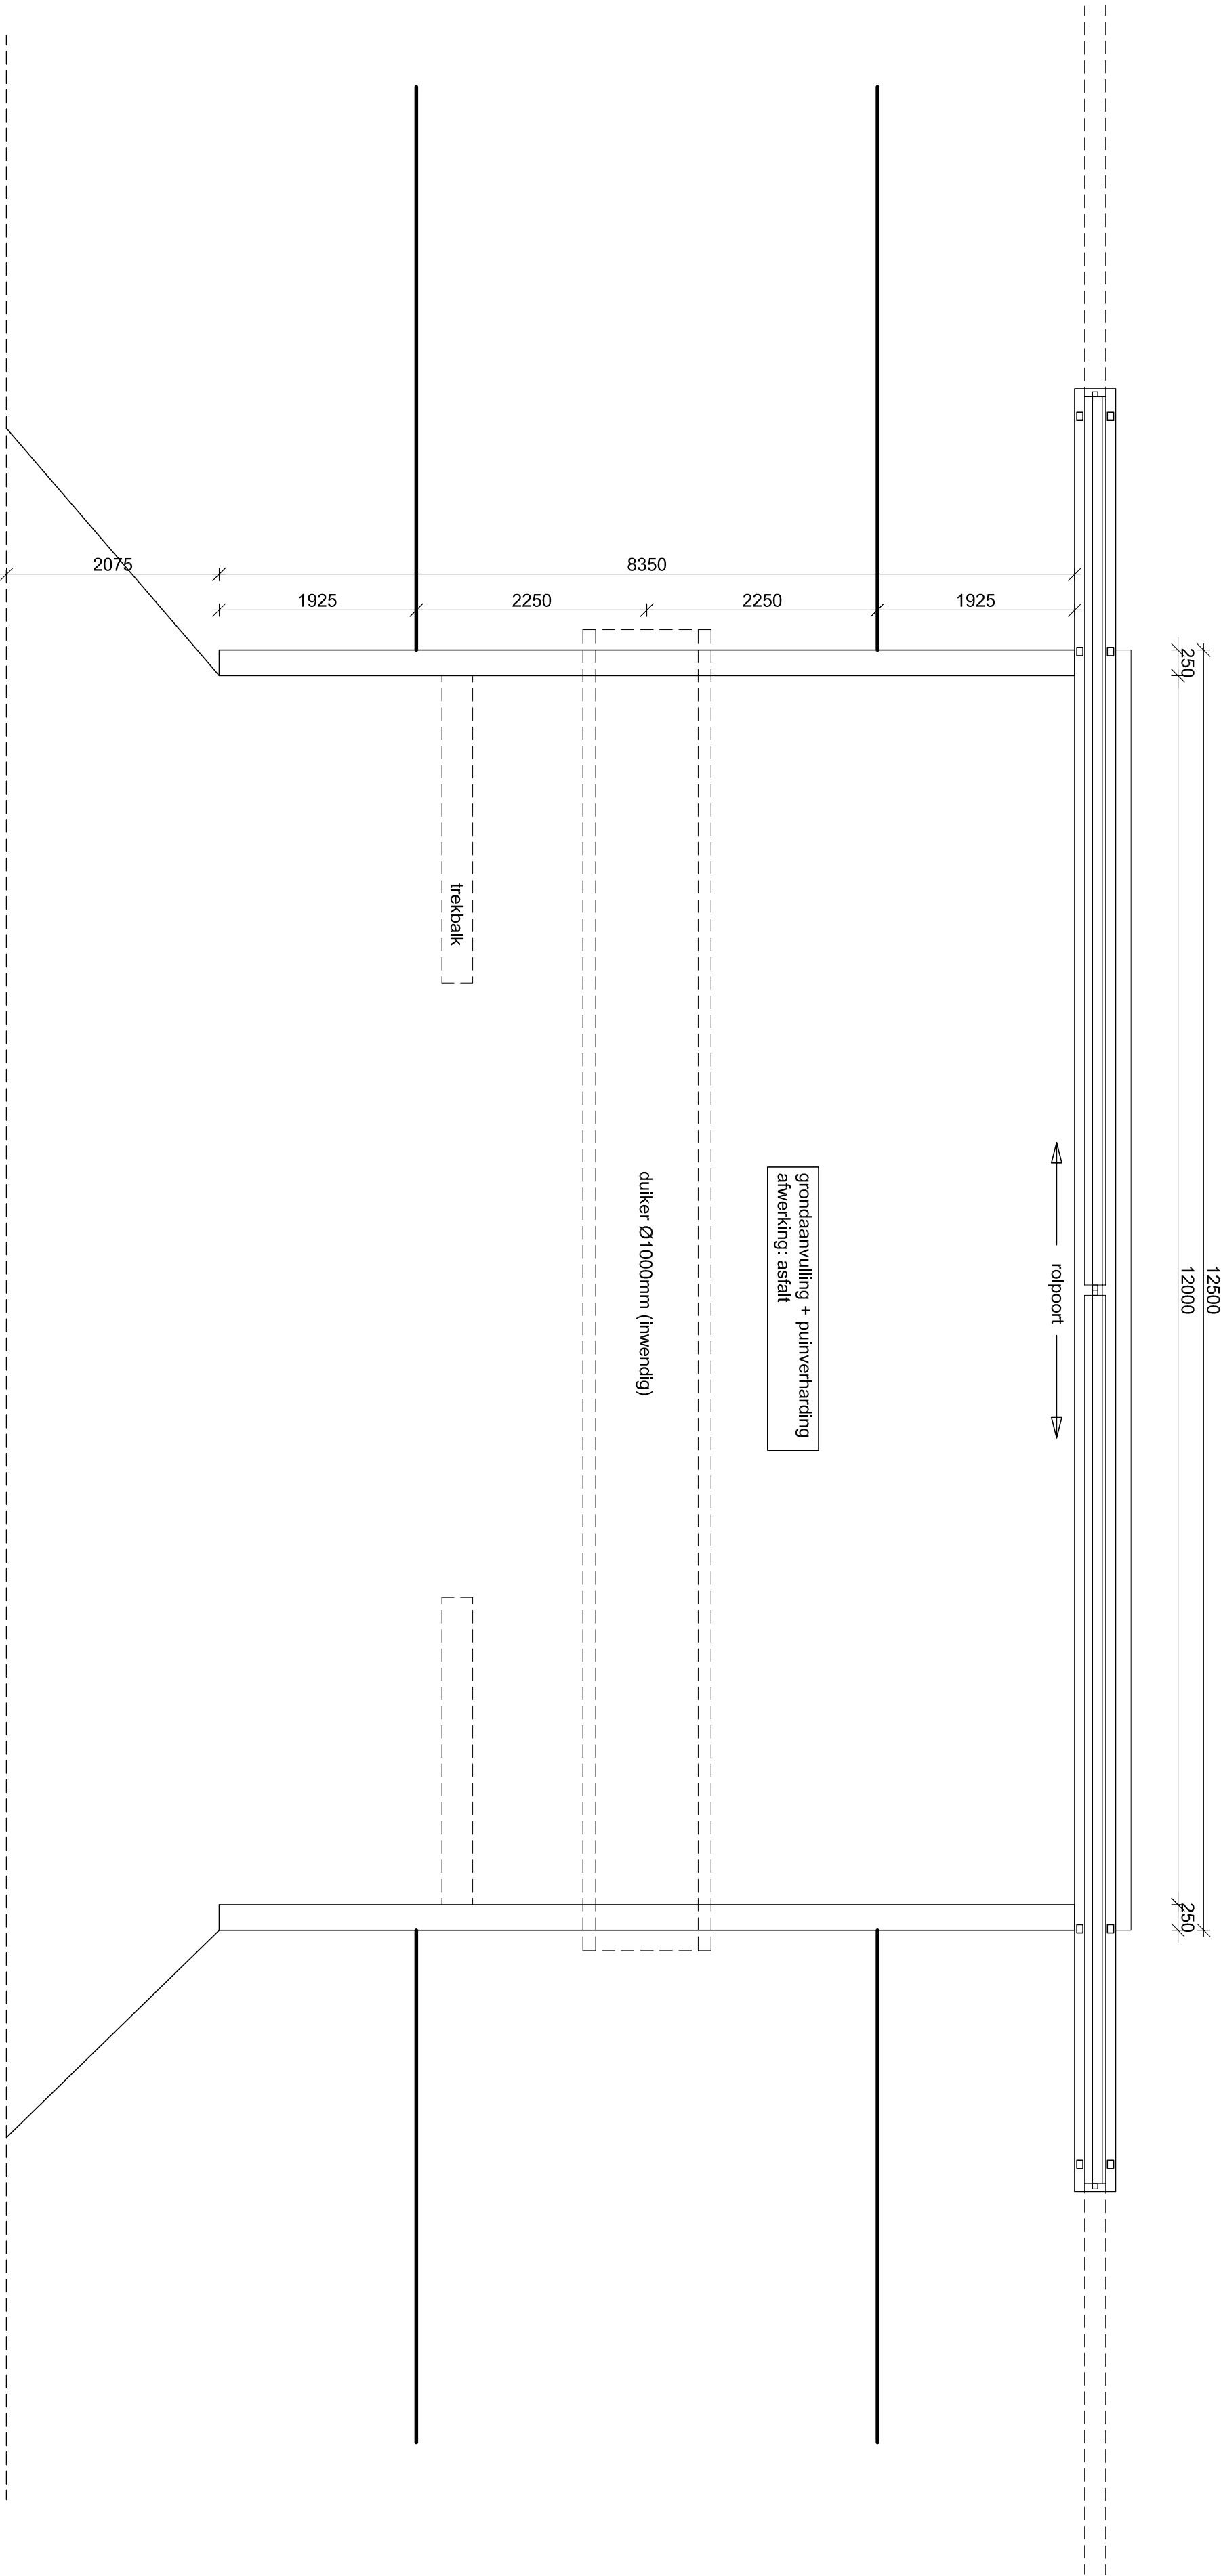 12500
250
12000
250
rolpoort
grondaanvulling + puinverharding
afwerking: asfalt
duiker Ø1000mm (inwendig)
trekbalk
2075
8350
1925
2250
2250
1925